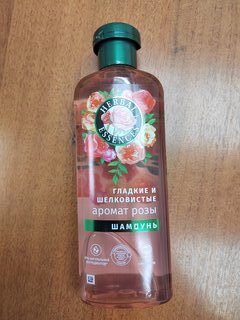 HERBAL
ESSENCES
ГЛАДКИЕ И
ШЕЛКОВИСТЫЕ
аромат розы
ШАМПУНЬ